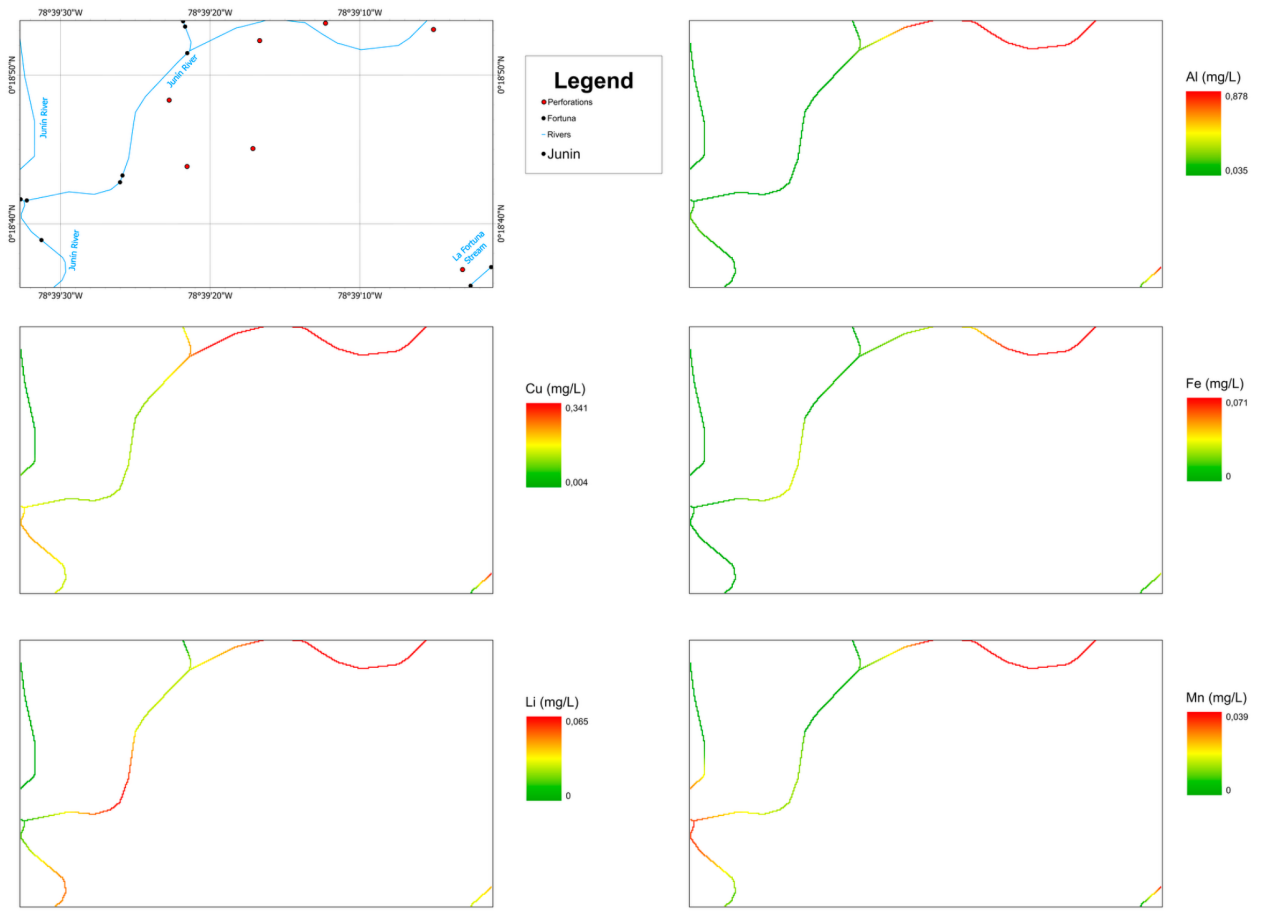 78°39'30"W 78°39'20"W 78°39'10"W
0°18'50"N
0°18'40"N
Junin River
Junin River
Junin River
La Fortuna
Stream
0°18'50"N
0°18'40"N
78°39'30"W 78°39'20"W 78°39'10"W
Legend
Perforations
Fortuna
Rivers
Junin
Al (mg/L)
0,878
0,035
Cu (mg/L)
0,341
0,004
Fe (mg/L)
0,071
0
Li (mg/L)
0,065
0
Mn (mg/L)
0,039
0